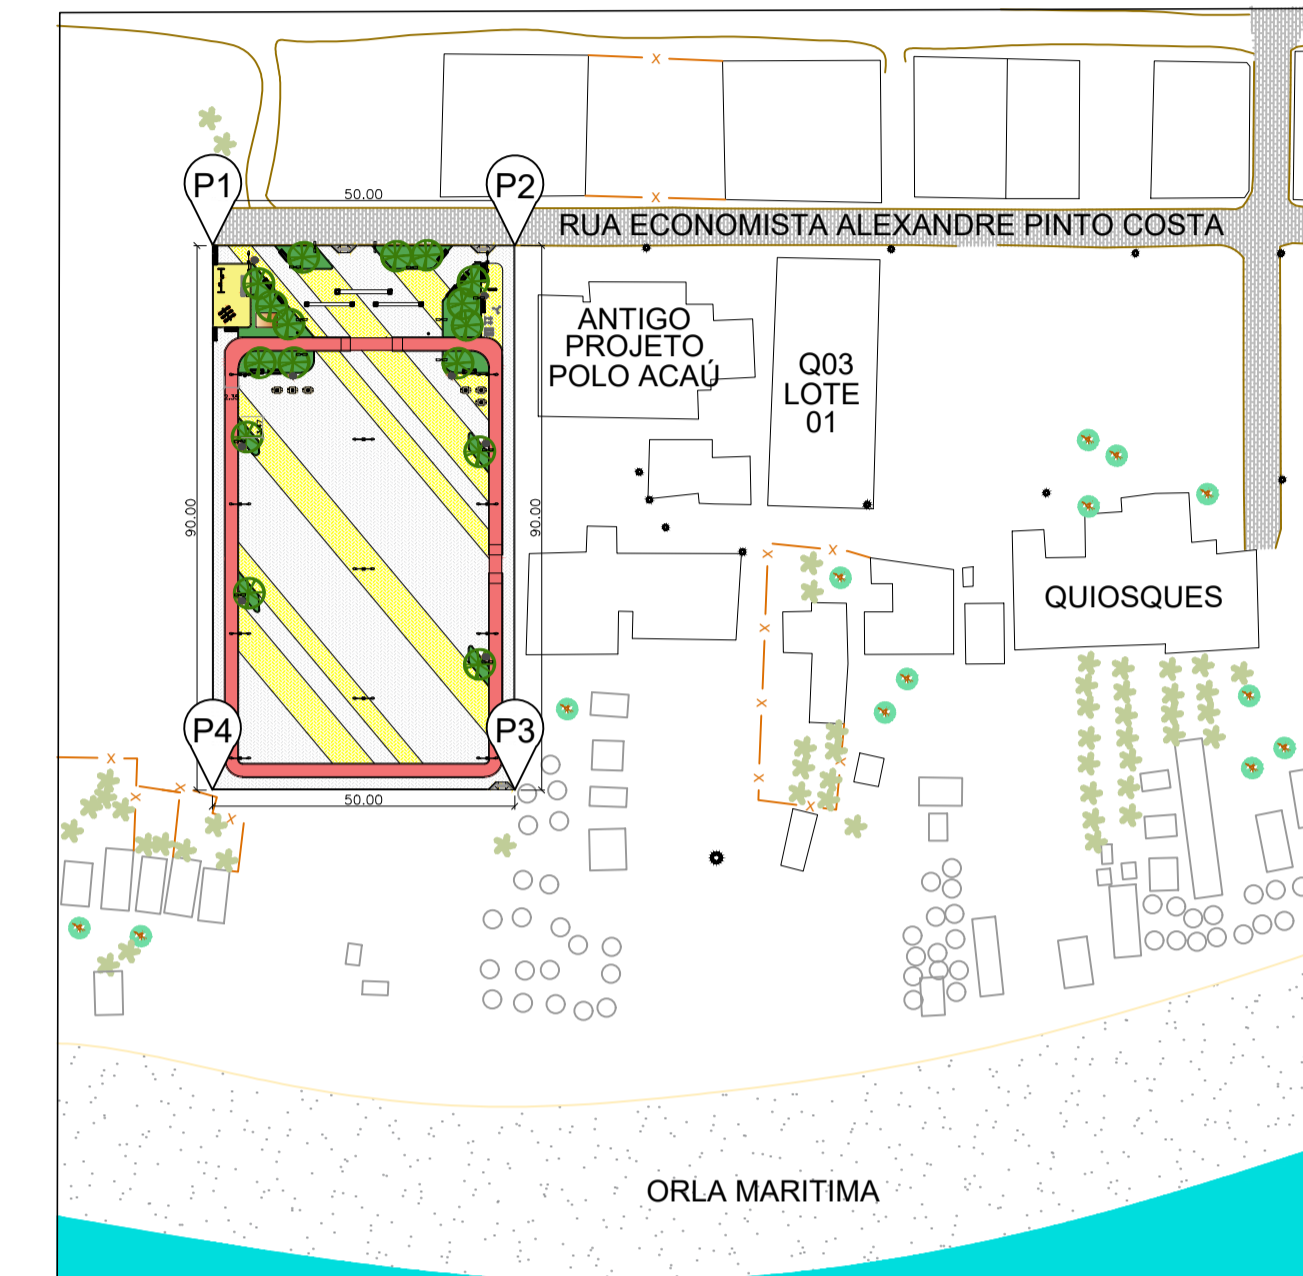 P1
P2
50.00
RUA ECONOMISTA ALEXANDRE PINTO COSTA
ANTIGO
PROJETO
POLO ACAÚ
Q03
LOTE
01
90.00
90.00
QUIOSQUES
P4
P3
50.00
ORLA MARITIMA